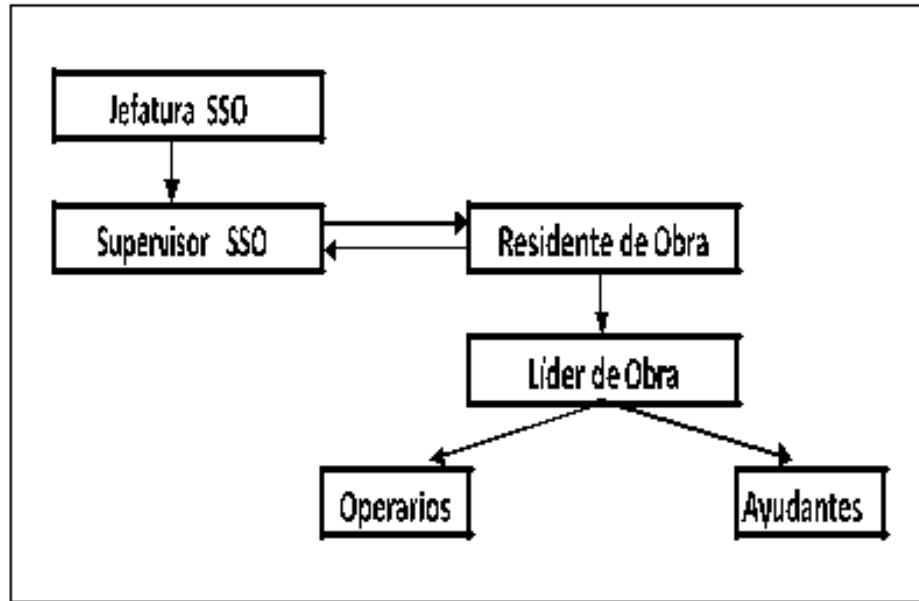 Jefatura SSO
Supervisor SSO
Residente de Obra
Líder de Obra
Operarios
Ayudantes